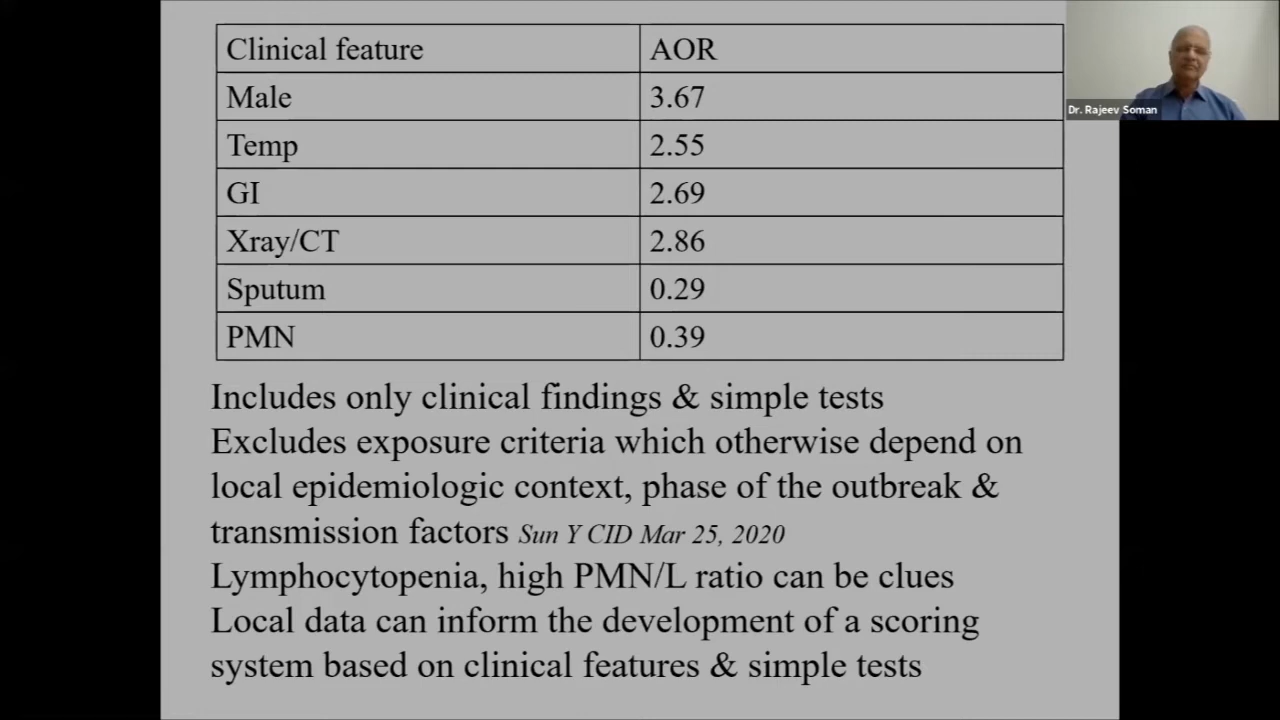 Clinical feature AOR
Male 3.67
Temp 2.55
GI 2.69
Xray/CT 2.86
Sputum 0.29
PMN 0.39
Includes only clinical findings & simple tests
Excludes exposure criteria which otherwise depend on
local epidemiologic context, phase of the outbreak &
transmission factors Sun Y CID Mar 25, 2020
Lymphocytopenia, high PMN/L ratio can be clues
Local data can inform the development of a scoring
system based on clinical features & simple tests
Dr. Rajeev Soman